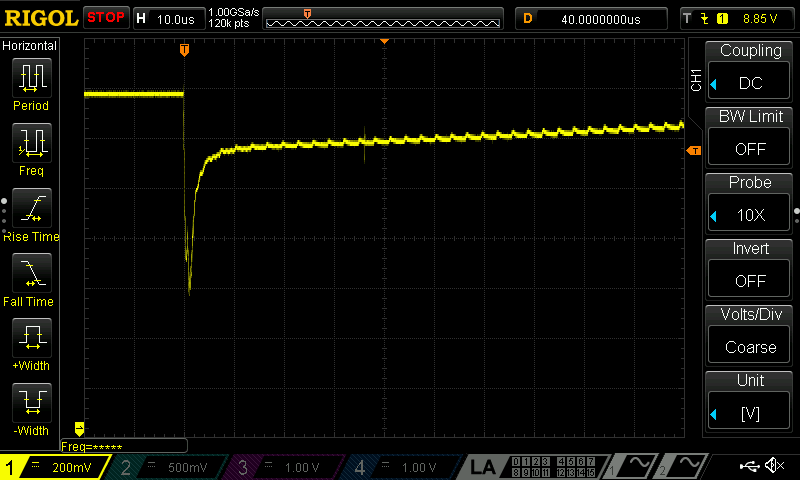 RIGOL STOP H 10.0us 1.00GSa/s 120k pts T D 40.0000000us T 1 8.85 V
Horizontal
Period
Freq
Rise Time
Fall Time
+Width
-Width
T
T
CH1
Coupling
DC
BW Limit
OFF
Probe
10X
Invert
OFF
Volts/Div
Coarse
Unit
[V]
1
Freq=*****
1 = 200mV 2 = 500mV 3 = 1.00 V 4 = 1.00 V LA 0 1 2 3 4 5 6 7 1 2
8 9 10 11 12 13 14 15